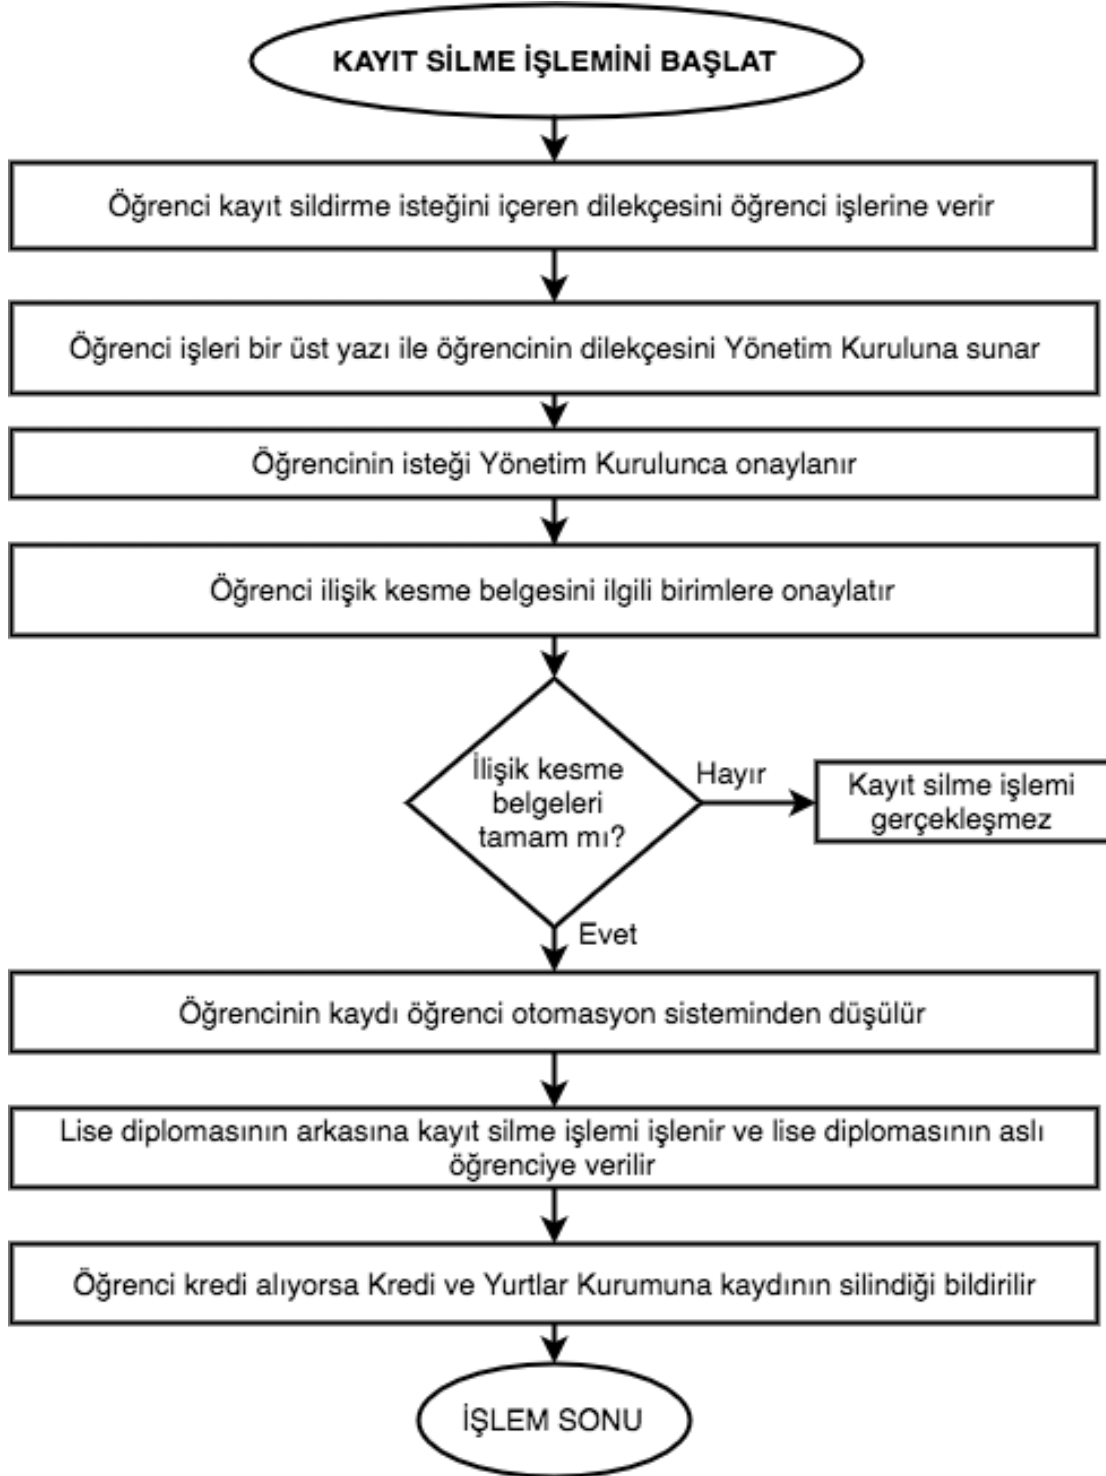 KAYIT SİLME İŞLEMİNİ BAŞLAT
Öğrenci kayıt sildirme isteğini içeren dilekçesini öğrenci işlerine verir
Öğrenci işleri bir üst yazı ile öğrencinin dilekçesini Yönetim Kuruluna sunar
Öğrencinin isteği Yönetim Kurulunca onaylanır
Öğrenci ilişik kesme belgesini ilgili birimlere onaylatır
İlişik kesme
belgeleri
tamam mı?
Hayır
Kayıt silme işlemi
gerçekleşmez
Evet
Öğrencinin kaydı öğrenci otomasyon sisteminden düşülür
Lise diplomasının arkasına kayıt silme işlemi işlenir ve lise diplomasının aslı
öğrenciye verilir
Öğrenci kredi alıyorsa Kredi ve Yurtlar Kurumuna kaydının silindiği bildirilir
İŞLEM SONU